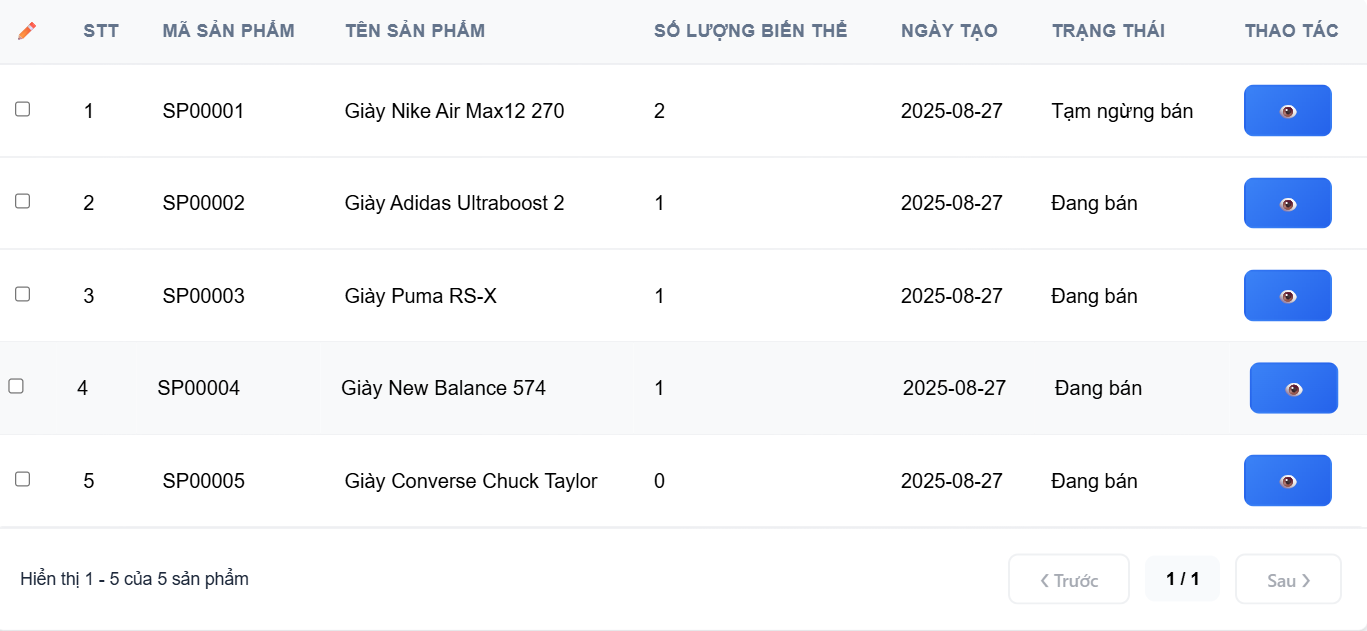 STT MÃ SẢN PHẨM TÊN SẢN PHẨM SỐ LƯỢNG BIẾN THỂ NGÀY TẠO TRẠNG THÁI THAO TÁC
1 SP00001 Giày Nike Air Max12 270 2 2025-08-27 Tạm ngừng bán
2 SP00002 Giày Adidas Ultraboost 2 1 2025-08-27 Đang bán
3 SP00003 Giày Puma RS-X 1 2025-08-27 Đang bán
4 SP00004 Giày New Balance 574 1 2025-08-27 Đang bán
5 SP00005 Giày Converse Chuck Taylor 0 2025-08-27 Đang bán
Hiển thị 1 - 5 của 5 sản phẩm ❮ Trước 1 / 1 Sau ❯